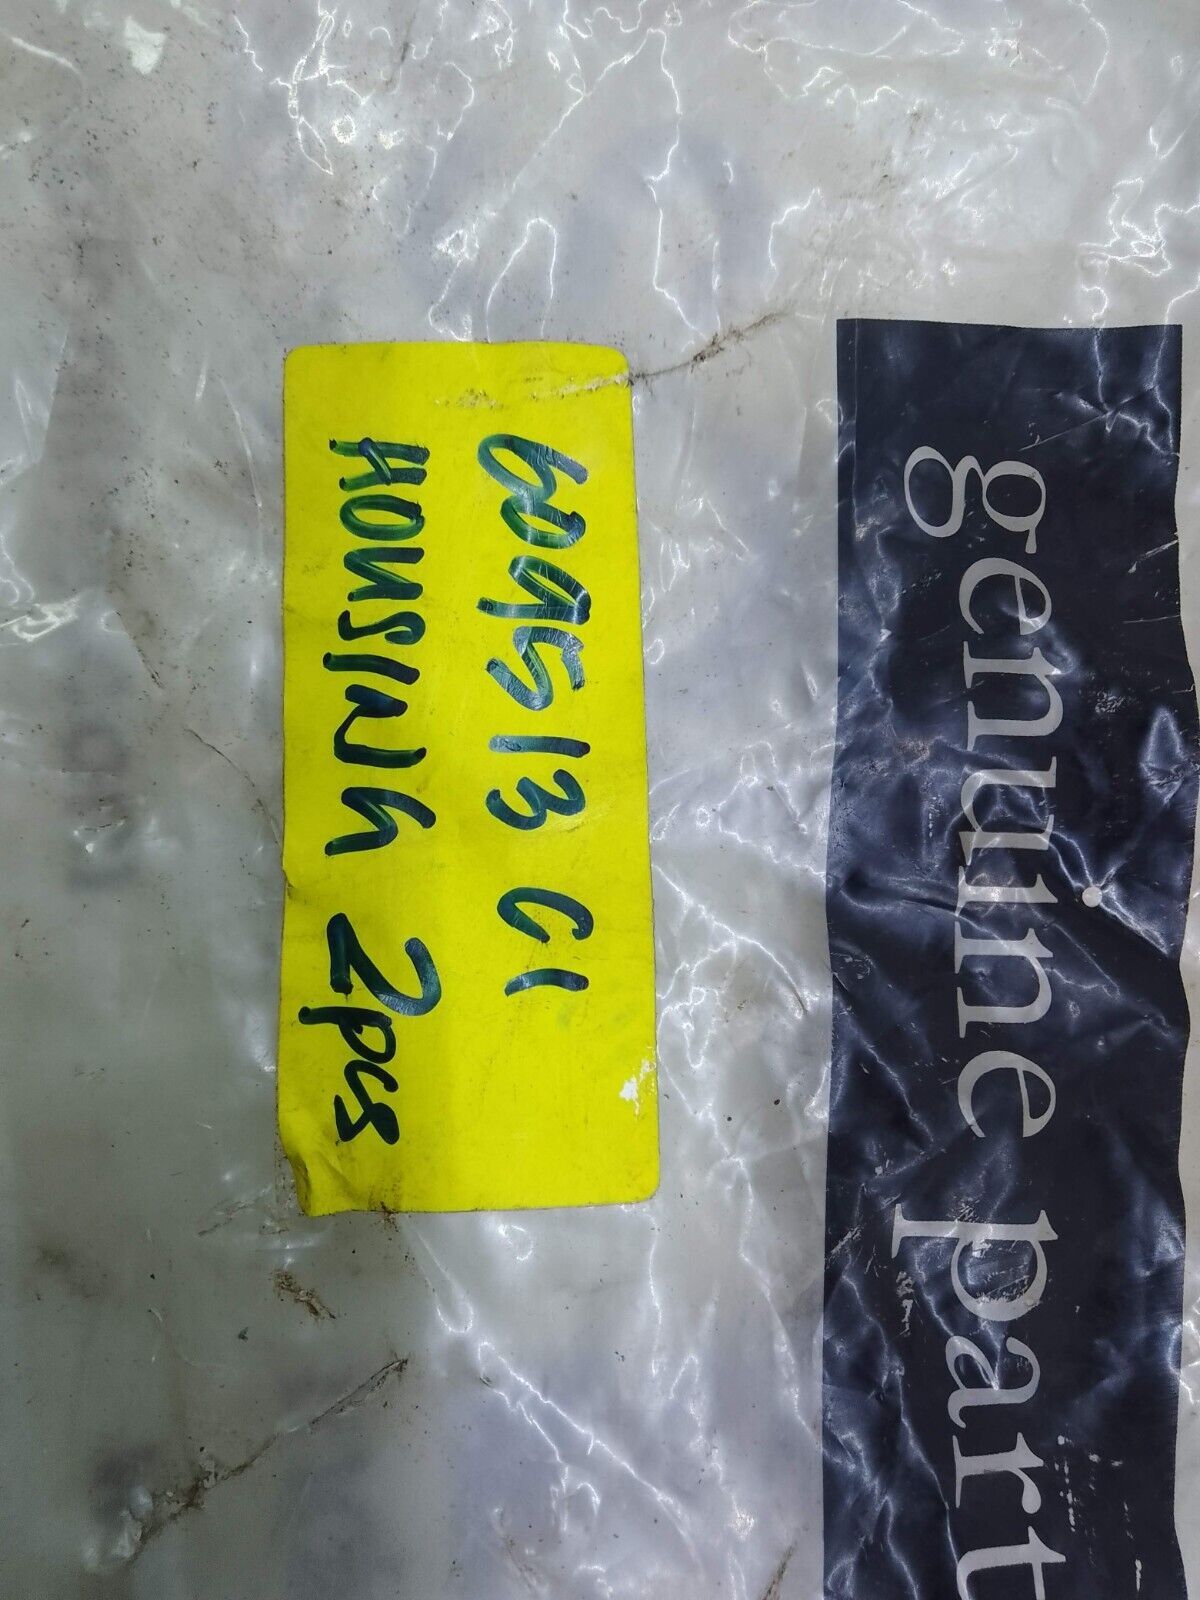 609513 C1
HOUSING 2pcs
genuine part